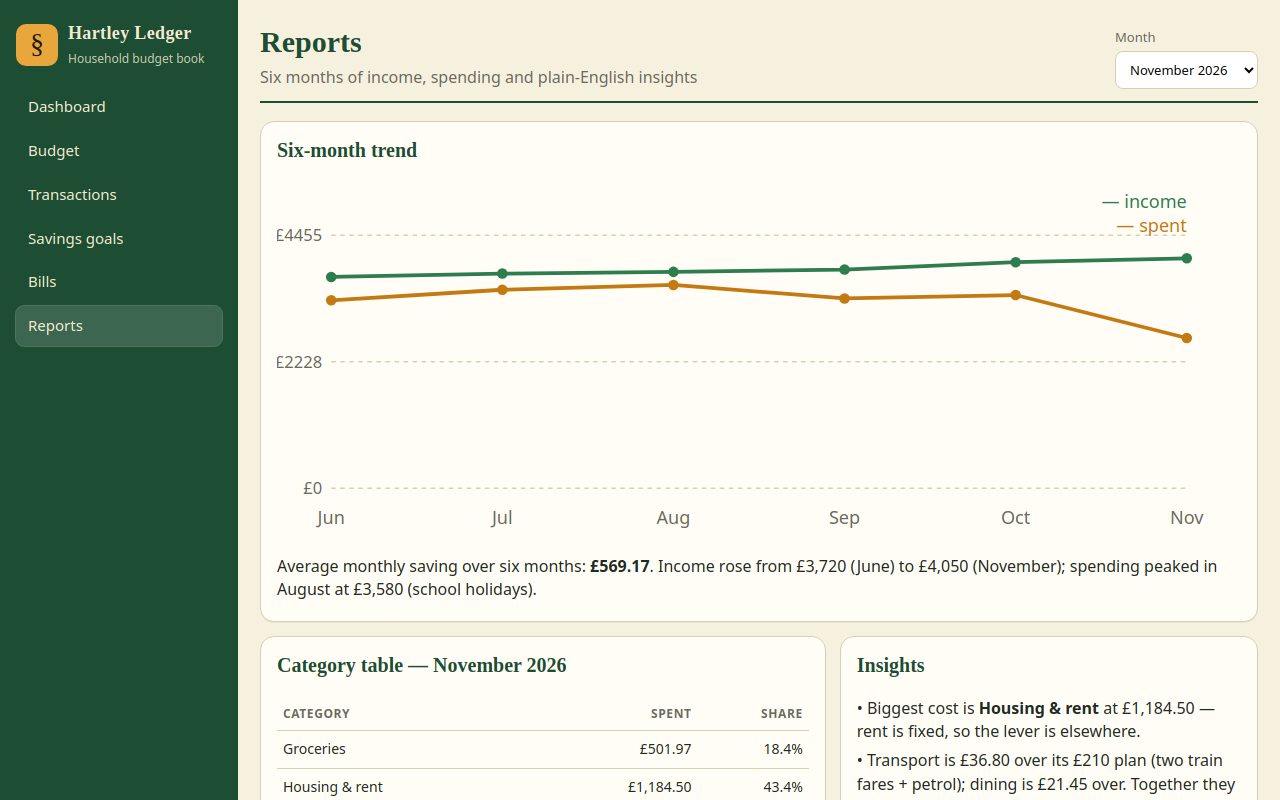 §
Hartley Ledger
Household budget book
Dashboard
Budget
Transactions
Savings goals
Bills
Reports
Reports
Six months of income, spending and plain-English insights
Month
November 2026
Six-month trend
— income
— spent
£4455
£2228
£0
Jun Jul Aug Sep Oct Nov
Average monthly saving over six months: £569.17. Income rose from £3,720 (June) to £4,050 (November); spending peaked in
August at £3,580 (school holidays).
Category table — November 2026
CATEGORY SPENT SHARE
Groceries £501.97 18.4%
Housing & rent £1,184.50 43.4%
Insights
• Biggest cost is Housing & rent at £1,184.50 —
rent is fixed, so the lever is elsewhere.
• Transport is £36.80 over its £210 plan (two train
fares + petrol); dining is £21.45 over. Together they